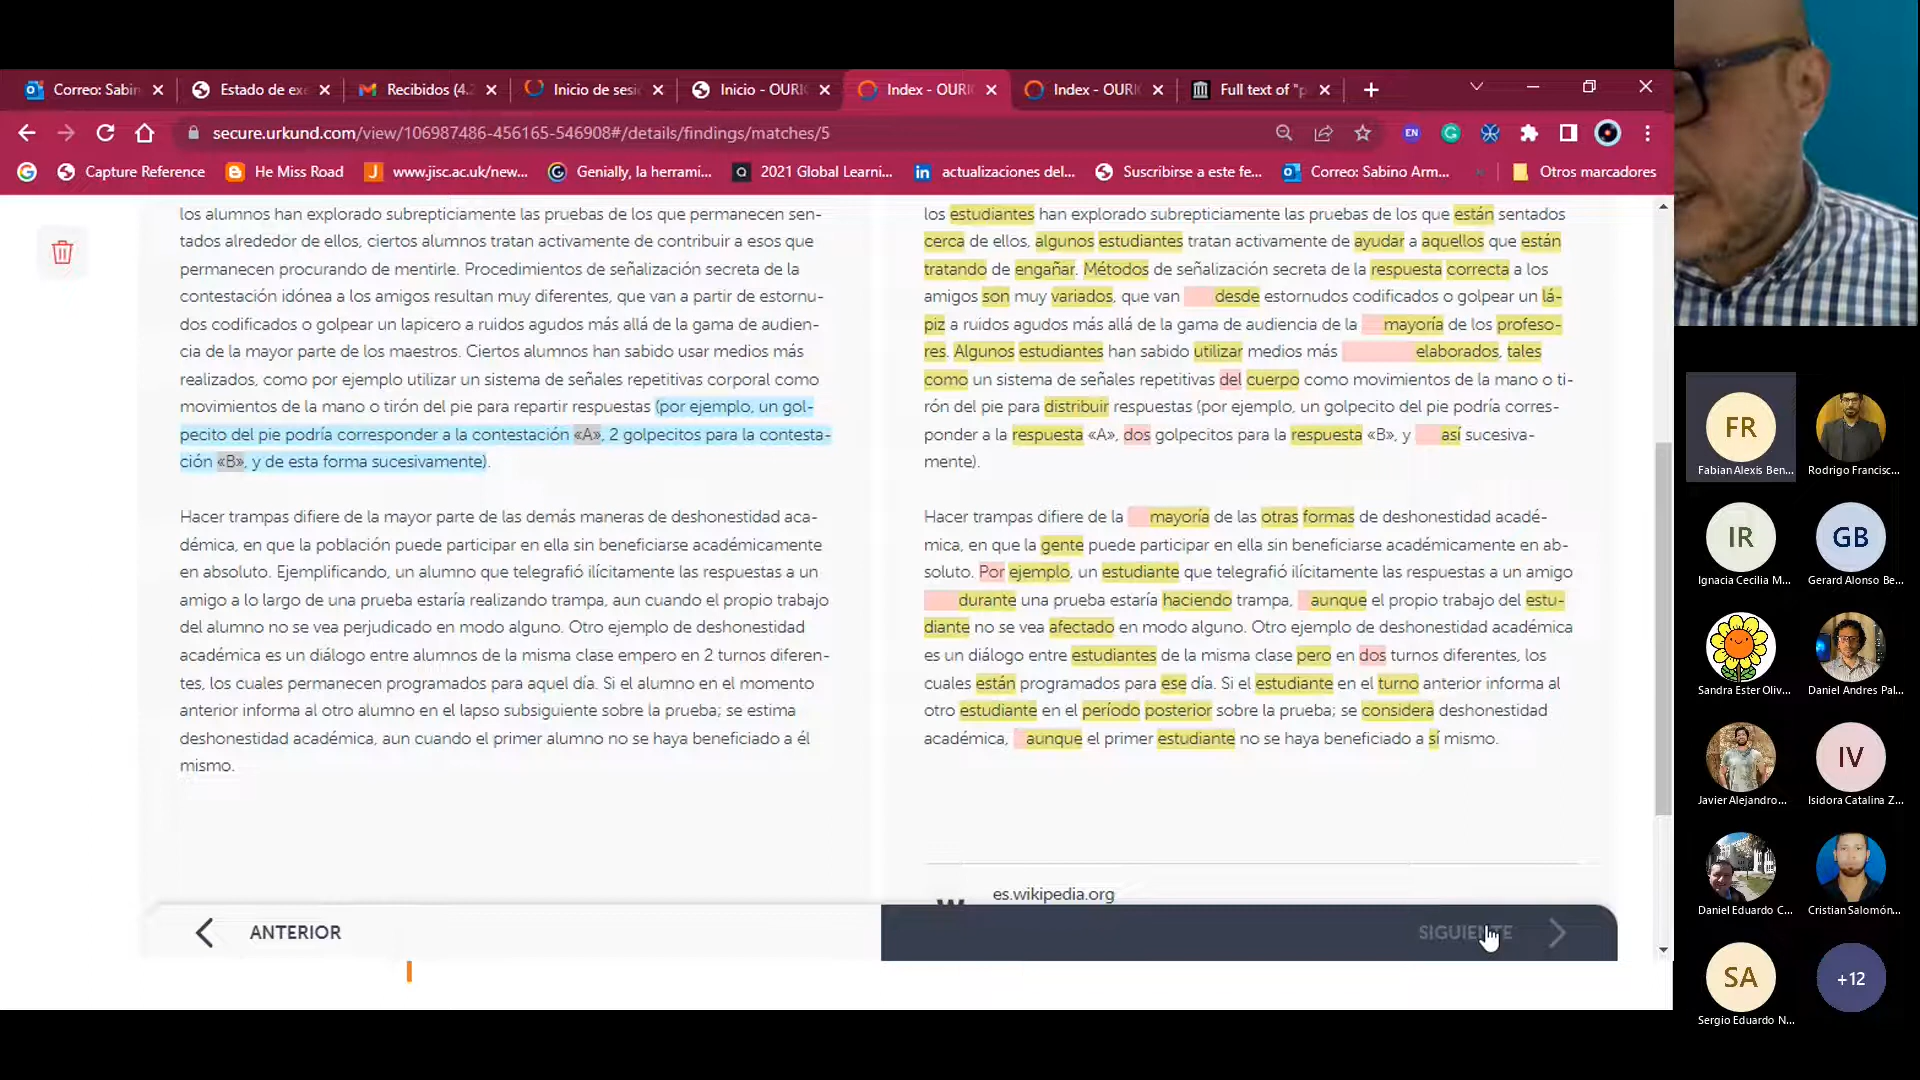 Correo: Sabin
Estado de exe
Recibidos (4.2
Inicio de sesi
Inicio - OURI
Index - OURI
Index - OURI
Full text of "p
secure.urkund.com/view/106987486-456165-546908#/details/findings/matches/5
EN
Capture Reference
He Miss Road
www.jisc.ac.uk/new...
Genially, la herrami...
2021 Global Learni...
actualizaciones del...
Suscribirse a este fe...
Correo: Sabino Arm...
Otros marcadores
los alumnos han explorado subrepticiamente las pruebas de los que permanecen sen-
tados alrededor de ellos, ciertos alumnos tratan activamente de contribuir a esos que
permanecen procurando de mentirle. Procedimientos de señalización secreta de la
contestación idónea a los amigos resultan muy diferentes, que van a partir de estornu-
dos codificados o golpear un lapicero a ruidos agudos más allá de la gama de audien-
cia de la mayor parte de los maestros. Ciertos alumnos han sabido usar medios más
realizados, como por ejemplo utilizar un sistema de señales repetitivas corporal como
movimientos de la mano o tirón del pie para repartir respuestas (por ejemplo, un gol-
pecito del pie podría corresponder a la contestación «A», 2 golpecitos para la contesta-
ción «B», y de esta forma sucesivamente).
Hacer trampas difiere de la mayor parte de las demás maneras de deshonestidad aca-
démica, en que la población puede participar en ella sin beneficiarse académicamente
en absoluto. Ejemplificando, un alumno que telegrafió ilícitamente las respuestas a un
amigo a lo largo de una prueba estaría realizando trampa, aun cuando el propio trabajo
del alumno no se vea perjudicado en modo alguno. Otro ejemplo de deshonestidad
académica es un diálogo entre alumnos de la misma clase empero en 2 turnos diferen-
tes, los cuales permanecen programados para aquel día. Si el alumno en el momento
anterior informa al otro alumno en el lapso subsiguiente sobre la prueba; se estima
deshonestidad académica, aun cuando el primer alumno no se haya beneficiado a él
mismo.
los estudiantes han explorado subrepticiamente las pruebas de los que están sentados
cerca de ellos, algunos estudiantes tratan activamente de ayudar a aquellos que están
tratando de engañar. Métodos de señalización secreta de la respuesta correcta a los
amigos son muy variados, que van desde estornudos codificados o golpear un lá-
piz a ruidos agudos más allá de la gama de audiencia de la mayoría de los profeso-
res. Algunos estudiantes han sabido utilizar medios más elaborados, tales
como un sistema de señales repetitivas del cuerpo como movimientos de la mano o ti-
rón del pie para distribuir respuestas (por ejemplo, un golpecito del pie podría corres-
ponder a la respuesta «A», dos golpecitos para la respuesta «B», y así sucesiva-
mente).
Hacer trampas difiere de la mayoría de las otras formas de deshonestidad acadé-
mica, en que la gente puede participar en ella sin beneficiarse académicamente en ab-
soluto. Por ejemplo, un estudiante que telegrafió ilícitamente las respuestas a un amigo
durante una prueba estaría haciendo trampa, aunque el propio trabajo del estu-
diante no se vea afectado en modo alguno. Otro ejemplo de deshonestidad académica
es un diálogo entre estudiantes de la misma clase pero en dos turnos diferentes, los
cuales están programados para ese día. Si el estudiante en el turno anterior informa al
otro estudiante en el período posterior sobre la prueba; se considera deshonestidad
académica, aunque el primer estudiante no se haya beneficiado a sí mismo.
es.wikipedia.org
W
ANTERIOR
SIGUIENTE
FR
Fabian Alexis Ben...
Rodrigo Francisc...
IR
GB
Ignacia Cecilia M...
Gerard Alonso Be...
Sandra Ester Oliv...
Daniel Andres Pal...
IV
Javier Alejandro...
Isidora Catalina Z...
Daniel Eduardo C...
Cristian Salomón...
SA
+12
Sergio Eduardo N...